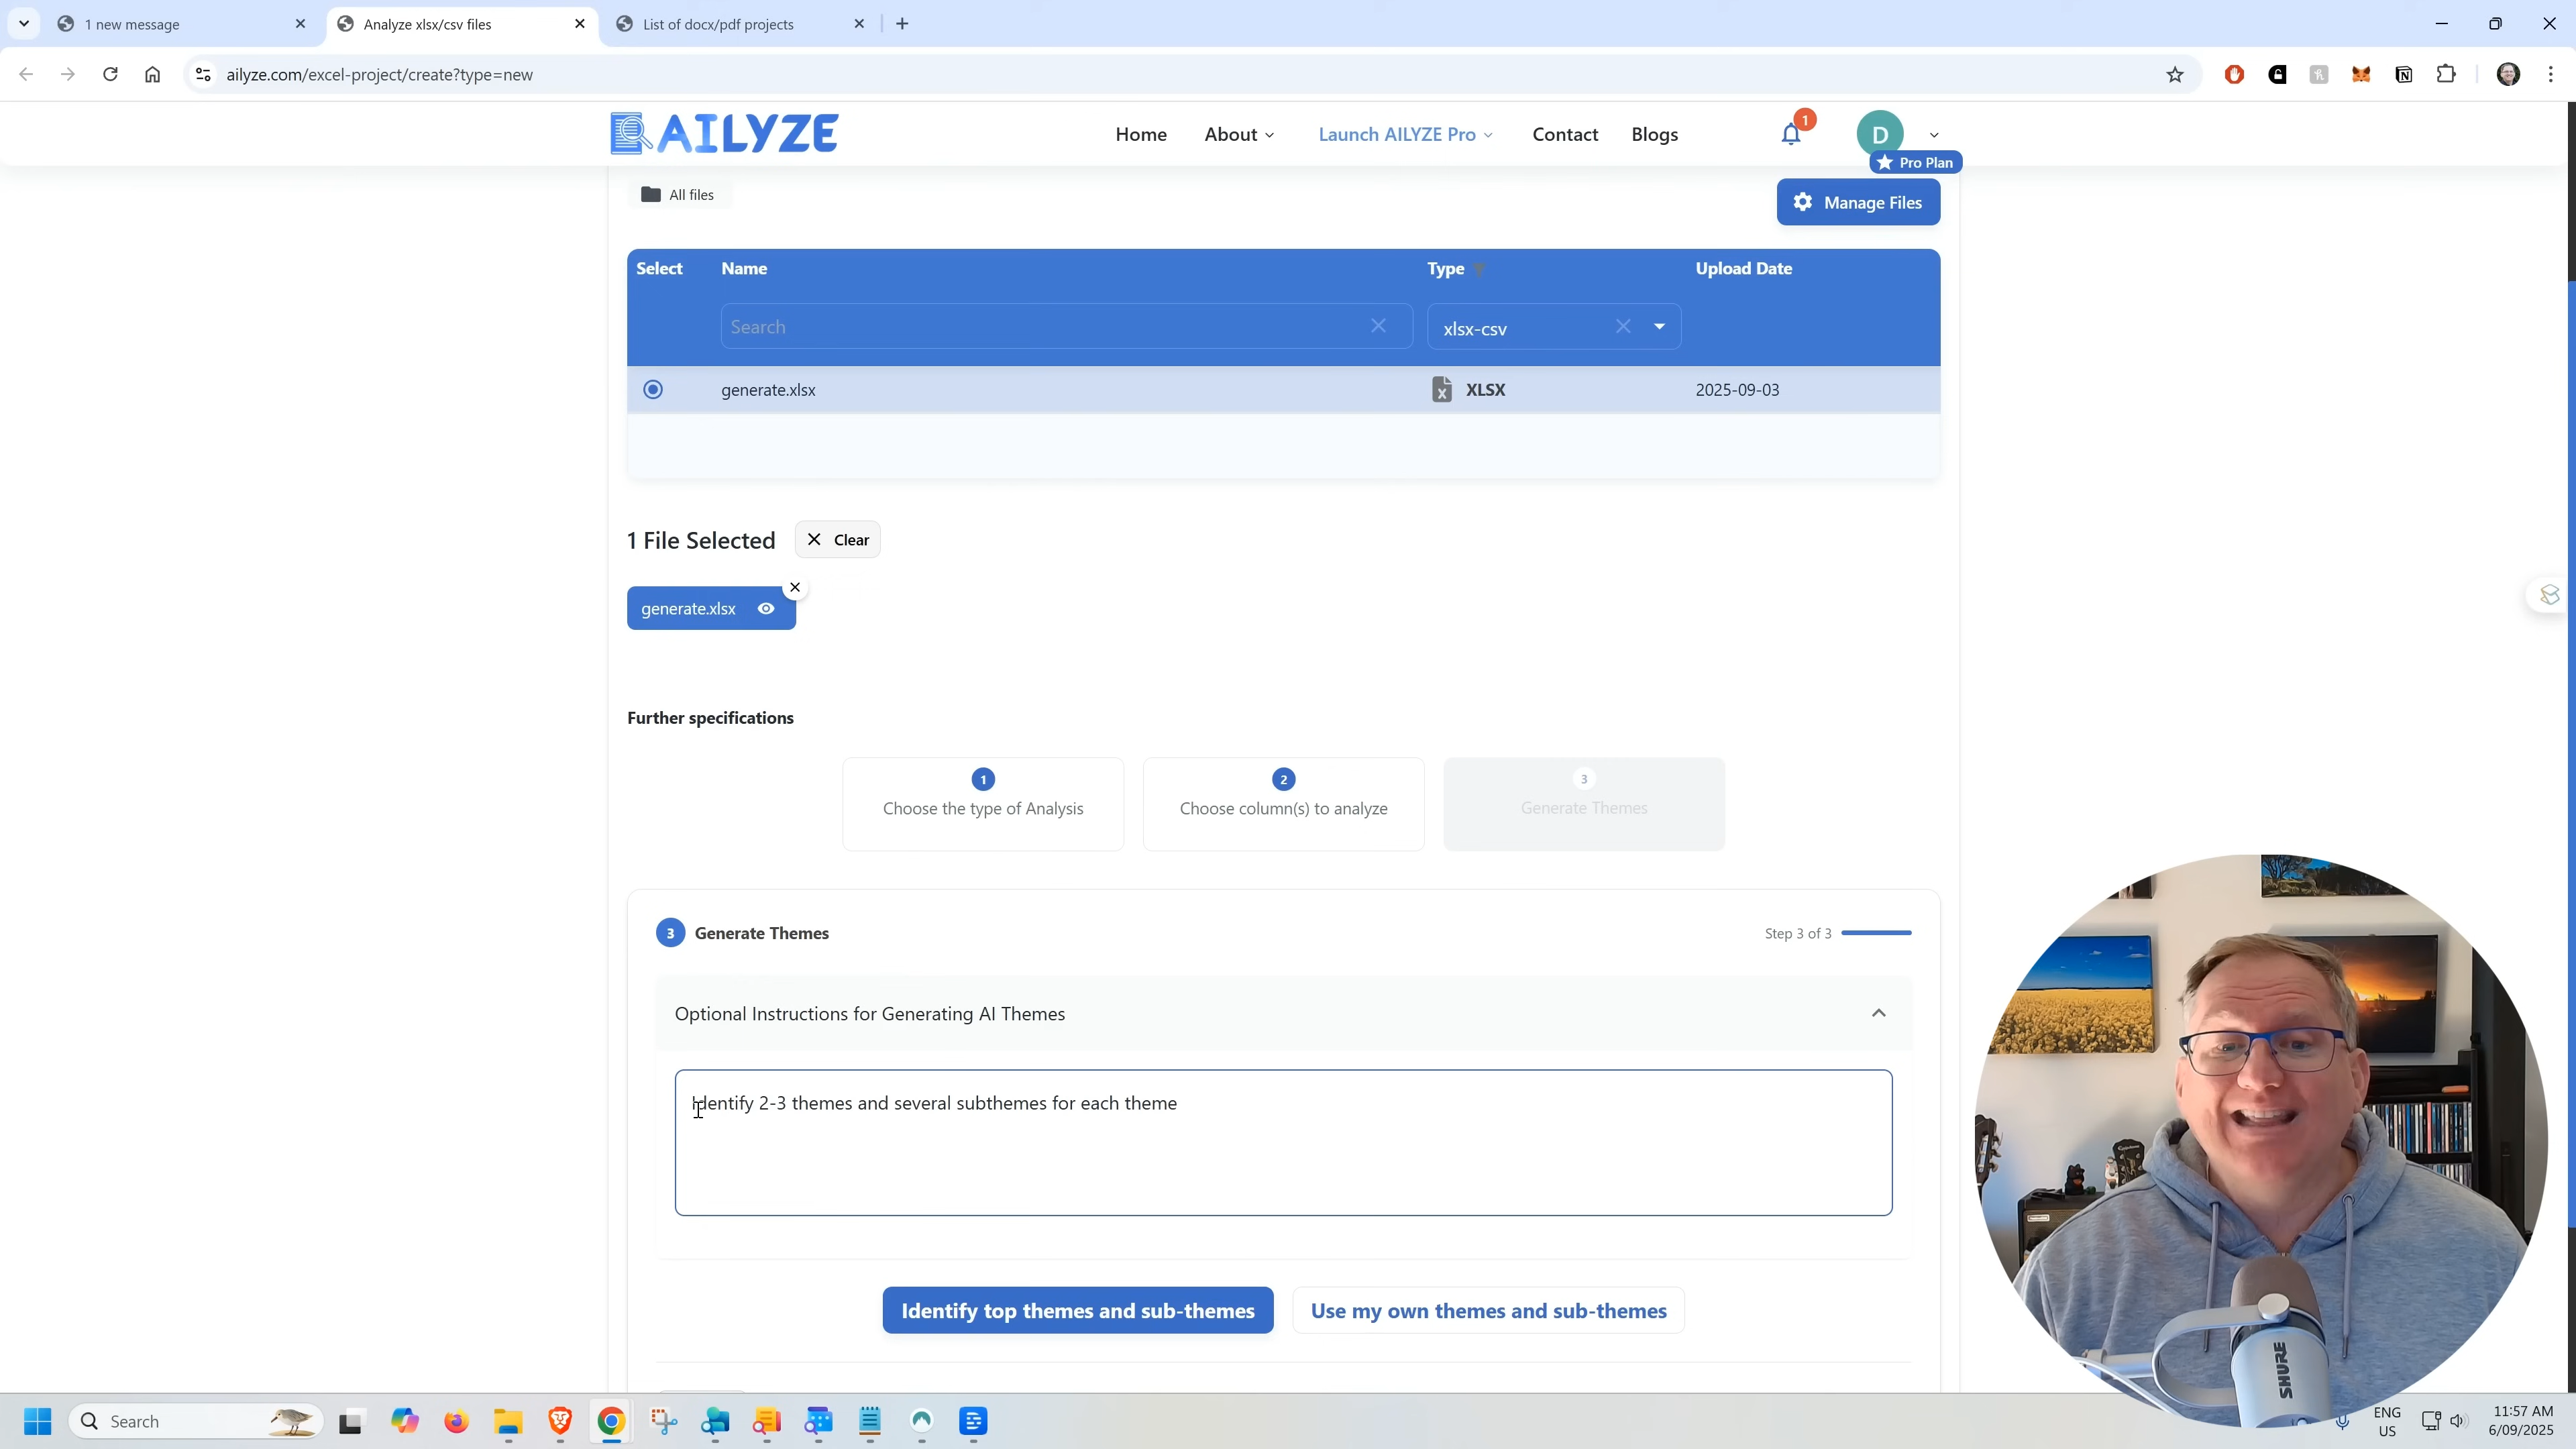 1 new message
Analyze xlsx/csv files
List of docx/pdf projects
ailyze.com/excel-project/create?type=new
AILYZE
Home
About
Launch AILYZE Pro
Contact
Blogs
1
D
Pro Plan
All files
Manage Files
Select
Name
Type
Upload Date
Search
xlsx-csv
generate.xlsx
XLSX
2025-09-03
1 File Selected
Clear
generate.xlsx
Further specifications
1
Choose the type of Analysis
2
Choose column(s) to analyze
3
Generate Themes
3
Generate Themes
Step 3 of 3
Optional Instructions for Generating AI Themes
Identify 2-3 themes and several subthemes for each theme
Identify top themes and sub-themes
Use my own themes and sub-themes
SHURE
Search
ENG
US
11:57 AM
6/09/2025